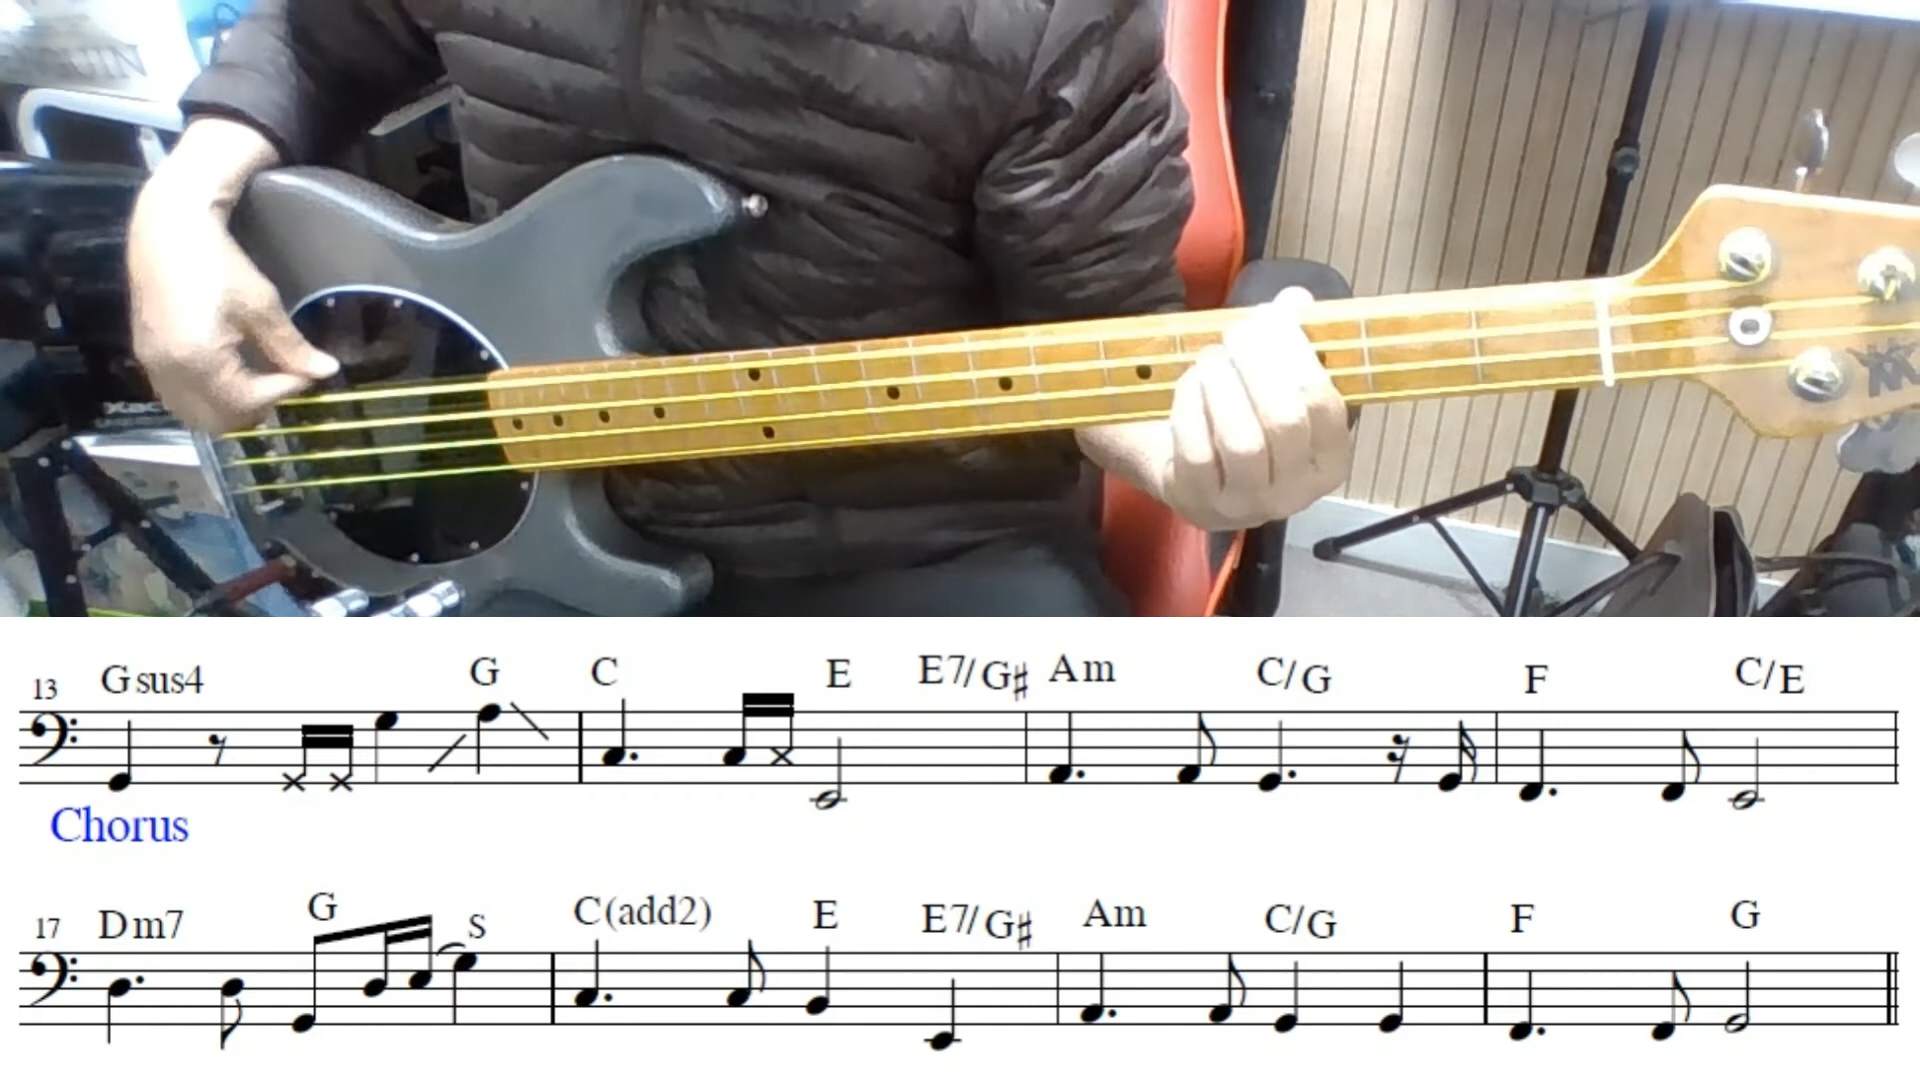 13 Gsus4 G C E E7/G♯ Am C/G F C/E
Chorus
17 Dm7 G S C(add2) E E7/G♯ Am C/G F G